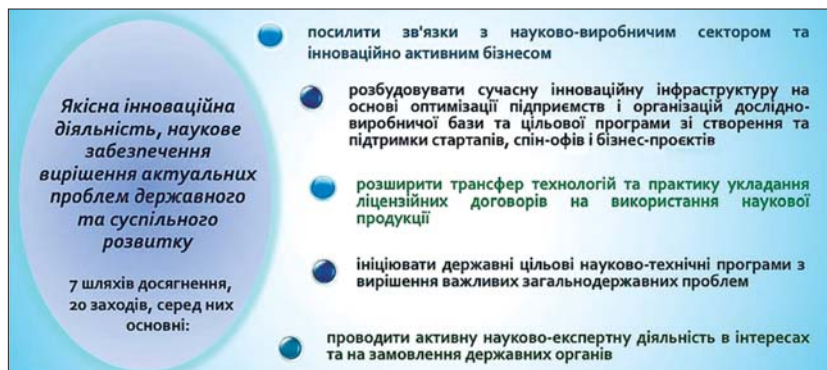 Якісна інноваційна
діяльність, наукове
забезпечення
вирішення актуальних
проблем державного
та суспільного
розвитку
7 шляхів досягнення,
20 заходів, серед них
основні:
посилити зв'язки з науково-виробничим сектором та
інноваційно активним бізнесом
розбудовувати сучасну інноваційну інфраструктуру на
основі оптимізації підприємств і організацій дослідно-
виробничої бази та цільової програми зі створення та
підтримки стартапів, спін-офів і бізнес-проєктів
розширити трансфер технологій та практику укладання
ліцензійних договорів на використання наукової
продукції
ініціювати державні цільові науково-технічні програми з
вирішення важливих загальнодержавних проблем
проводити активну науково-експертну діяльність в інтересах
та на замовлення державних органів